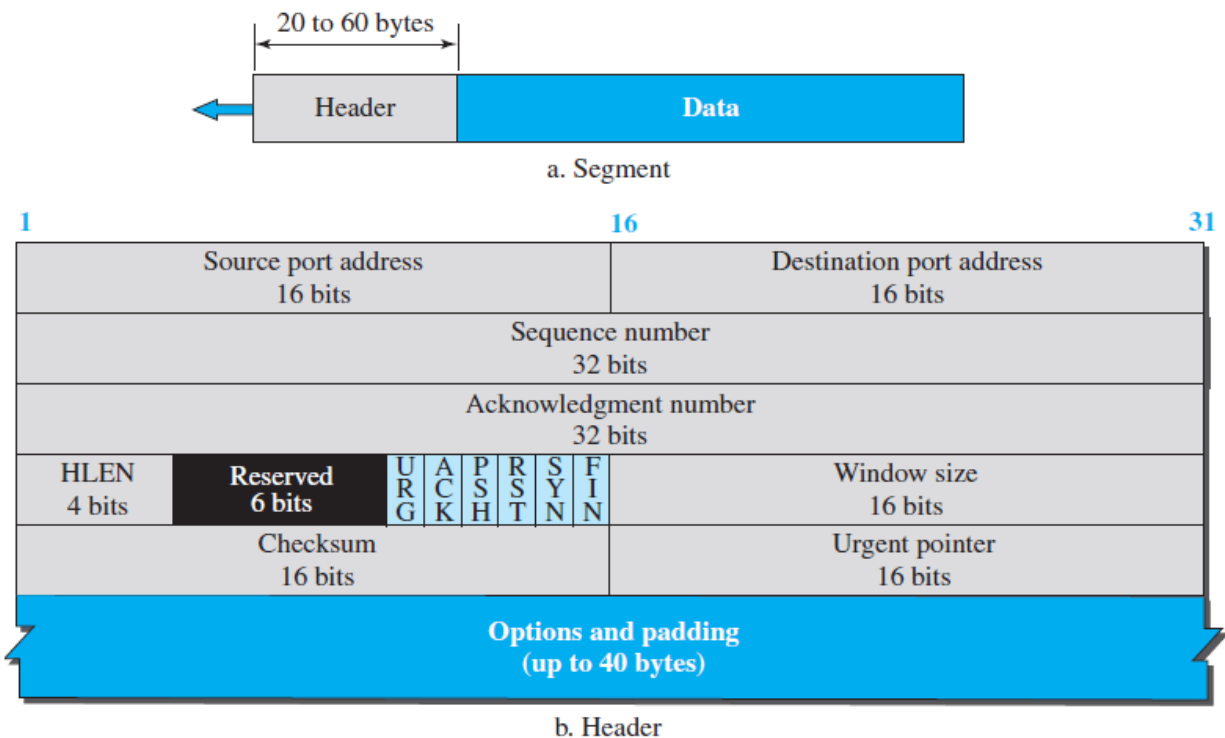 20 to 60 bytes
Header
Data
a. Segment
1
16
31
Source port address
16 bits
Destination port address
16 bits
Sequence number
32 bits
Acknowledgment number
32 bits
HLEN
4 bits
Reserved
6 bits
URG
ACK
PSH
RST
SYN
FIN
Window size
16 bits
Checksum
16 bits
Urgent pointer
16 bits
Options and padding
(up to 40 bytes)
b. Header